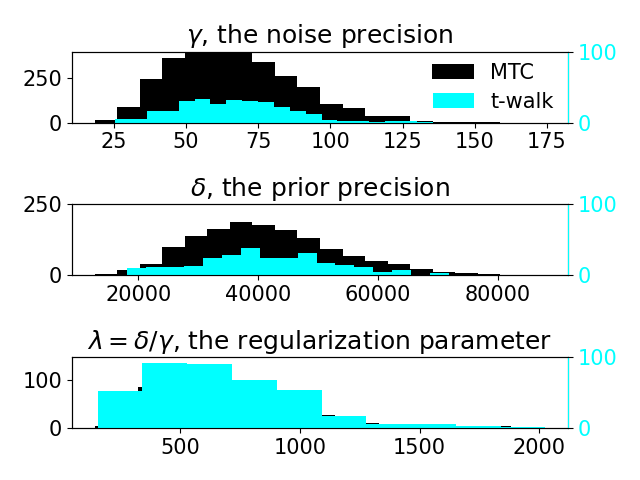 γ, the noise precision
250
0
100
0
MTC
t-walk
25 50 75 100 125 150 175
δ, the prior precision
250
0
100
0
20000 40000 60000 80000
λ = δ/γ, the regularization parameter
100
0
100
0
500 1000 1500 2000